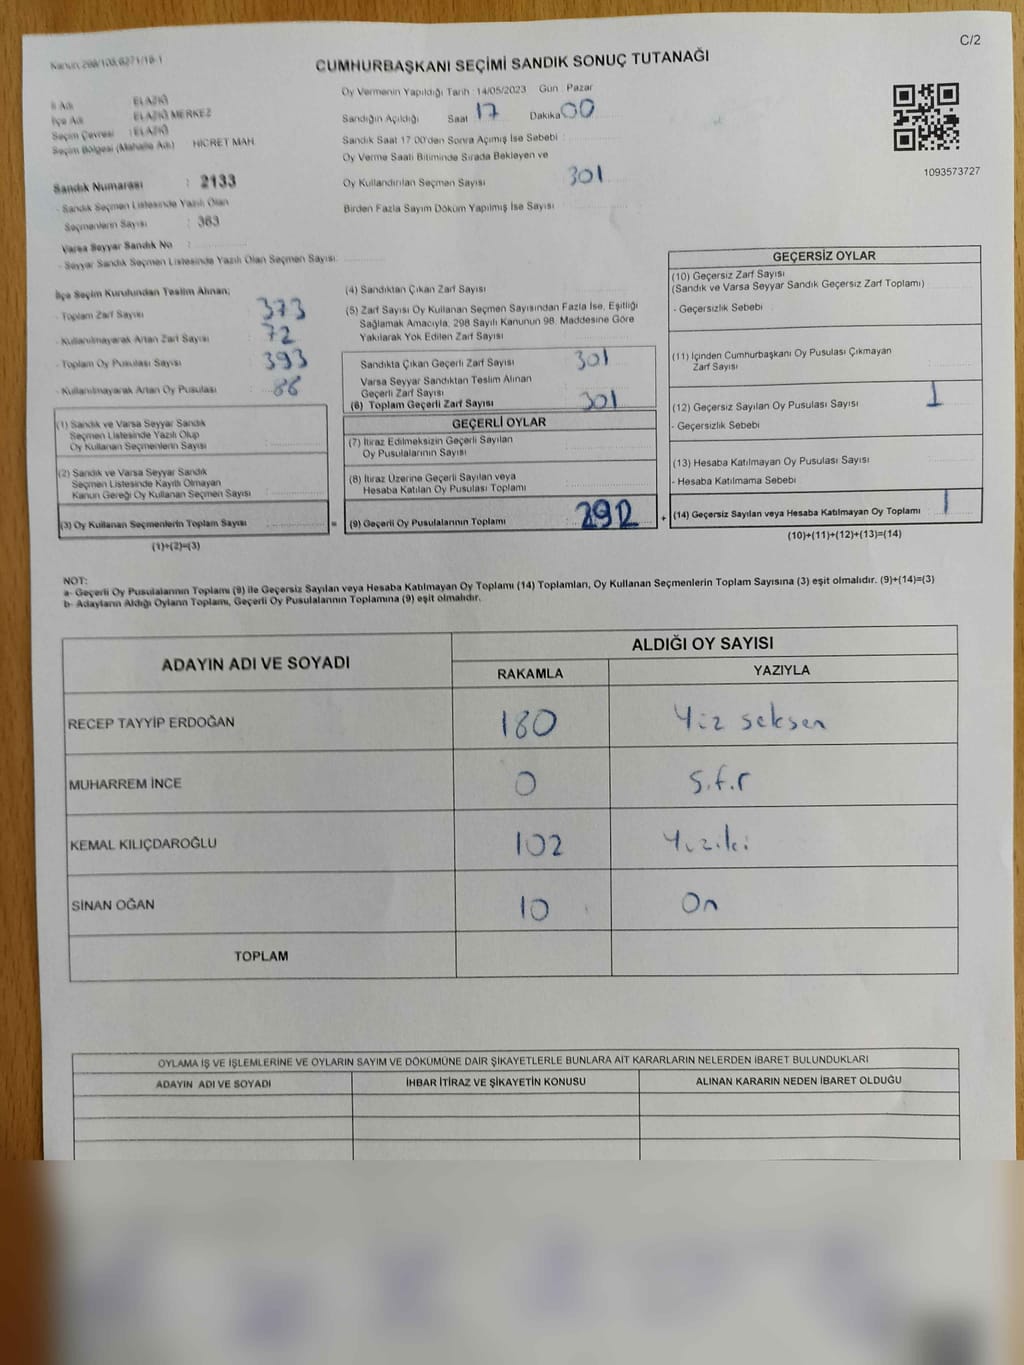 C/2
Kanun: 298/103,6271/18-1
CUMHURBAŞKANI SEÇİMİ SANDIK SONUÇ TUTANAĞI
İl Adı ELAZIĞ
İlçe Adı ELAZIĞ MERKEZ
Seçim Çevresi : ELAZIĞ
Seçim Bölgesi (Mahalle Adı) HİCRET MAH.
Sandık Numarası : 2133
- Sandık Seçmen Listesinde Yazılı Olan
Seçmenlerin Sayısı : 363
Varsa Seyyar Sandık No :
- Seyyar Sandık Seçmen Listesinde Yazılı Olan Seçmen Sayısı:
Oy Vermenin Yapıldığı Tarih : 14/05/2023 Gün : Pazar
Sandığın Açıldığı Saat 17 Dakika 00
Sandık Saat 17.00'den Sonra Açımış İse Sebebi :
Oy Verme Saati Bitiminde Sırada Bekleyen ve
Oy Kullandırılan Seçmen Sayısı 301
Birden Fazla Sayım Döküm Yapılmış İse Sayısı :
1093573727
İlçe Seçim Kurulundan Teslim Alınan;
- Toplam Zarf Sayısı : 373
- Kullanılmayarak Artan Zarf Sayısı : 72
- Toplam Oy Pusulası Sayısı : 393
- Kullanılmayarak Artan Oy Pusulası : 86
(1) Sandık ve Varsa Seyyar Sandık
Seçmen Listesinde Yazılı Olup
Oy Kullanan Seçmenlerin Sayısı :
(2) Sandık ve Varsa Seyyar Sandık
Seçmen Listesinde Kayıtlı Olmayan
Kanun Gereği Oy Kullanan Seçmen Sayısı :
(3) Oy Kullanan Seçmenlerin Toplam Sayısı :
(1)+(2)=(3)
=
(4) Sandıktan Çıkan Zarf Sayısı :
(5) Zarf Sayısı Oy Kullanan Seçmen Sayısından Fazla İse, Eşitliği
Sağlamak Amacıyla, 298 Sayılı Kanunun 98. Maddesine Göre
Yakılarak Yok Edilen Zarf Sayısı :
Sandıkta Çıkan Geçerli Zarf Sayısı : 301
Varsa Seyyar Sandıktan Teslim Alınan
Geçerli Zarf Sayısı :
(6) Toplam Geçerli Zarf Sayısı : 301
GEÇERLİ OYLAR
(7) İtiraz Edilmeksizin Geçerli Sayılan
Oy Pusulalarının Sayısı :
(8) İtiraz Üzerine Geçerli Sayılan veya
Hesaba Katılan Oy Pusulası Toplamı :
(9) Geçerli Oy Pusulalarının Toplamı : 292
+
GEÇERSİZ OYLAR
(10) Geçersiz Zarf Sayısı
(Sandık ve Varsa Seyyar Sandık Geçersiz Zarf Toplamı) :
- Geçersizlik Sebebi :
(11) İçinden Cumhurbaşkanı Oy Pusulası Çıkmayan
Zarf Sayısı :
(12) Geçersiz Sayılan Oy Pusulası Sayısı : 1
- Geçersizlik Sebebi :
(13) Hesaba Katılmayan Oy Pusulası Sayısı :
- Hesaba Katılmama Sebebi :
(14) Geçersiz Sayılan veya Hesaba Katılmayan Oy Toplamı : 1
(10)+(11)+(12)+(13)=(14)
NOT:
a- Geçerli Oy Pusulalarının Toplamı (9) ile Geçersiz Sayılan veya Hesaba Katılmayan Oy Toplamı (14) Toplamları, Oy Kullanan Seçmenlerin Toplam Sayısına (3) eşit olmalıdır. (9)+(14)=(3)
b- Adayların Aldığı Oyların Toplamı, Geçerli Oy Pusulalarının Toplamına (9) eşit olmalıdır.
ADAYIN ADI VE SOYADI ALDIĞI OY SAYISI
RAKAMLA YAZIYLA
RECEP TAYYİP ERDOĞAN 180 Yüz seksen
MUHARREM İNCE 0 Sıfır
KEMAL KILIÇDAROĞLU 102 Yüziki
SİNAN OĞAN 10 On
TOPLAM
OYLAMA İŞ VE İŞLEMLERİNE VE OYLARIN SAYIM VE DÖKÜMÜNE DAİR ŞİKAYETLERLE BUNLARA AİT KARARLARIN NELERDEN İBARET BULUNDUKLARI
ADAYIN ADI VE SOYADI İHBAR İTİRAZ VE ŞİKAYETİN KONUSU ALINAN KARARIN NEDEN İBARET OLDUĞU